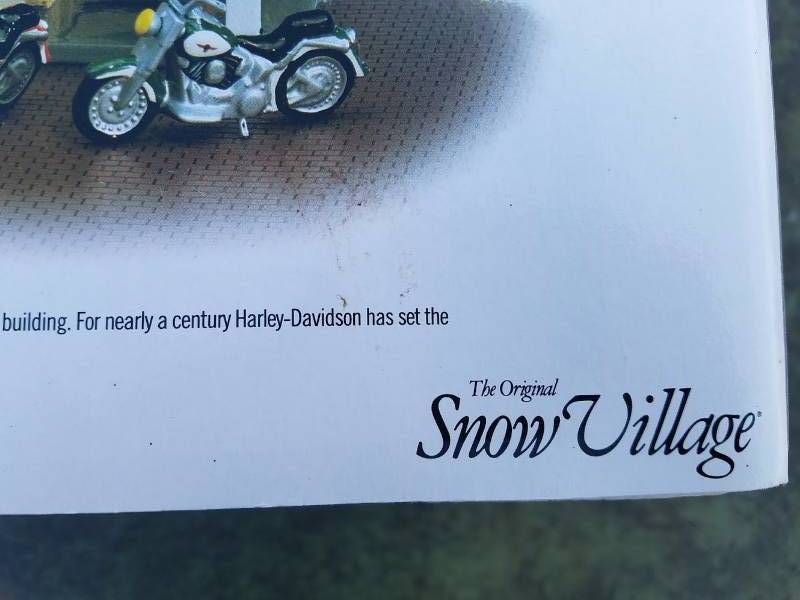 building. For nearly a century Harley-Davidson has set the
The Original
Snow Village